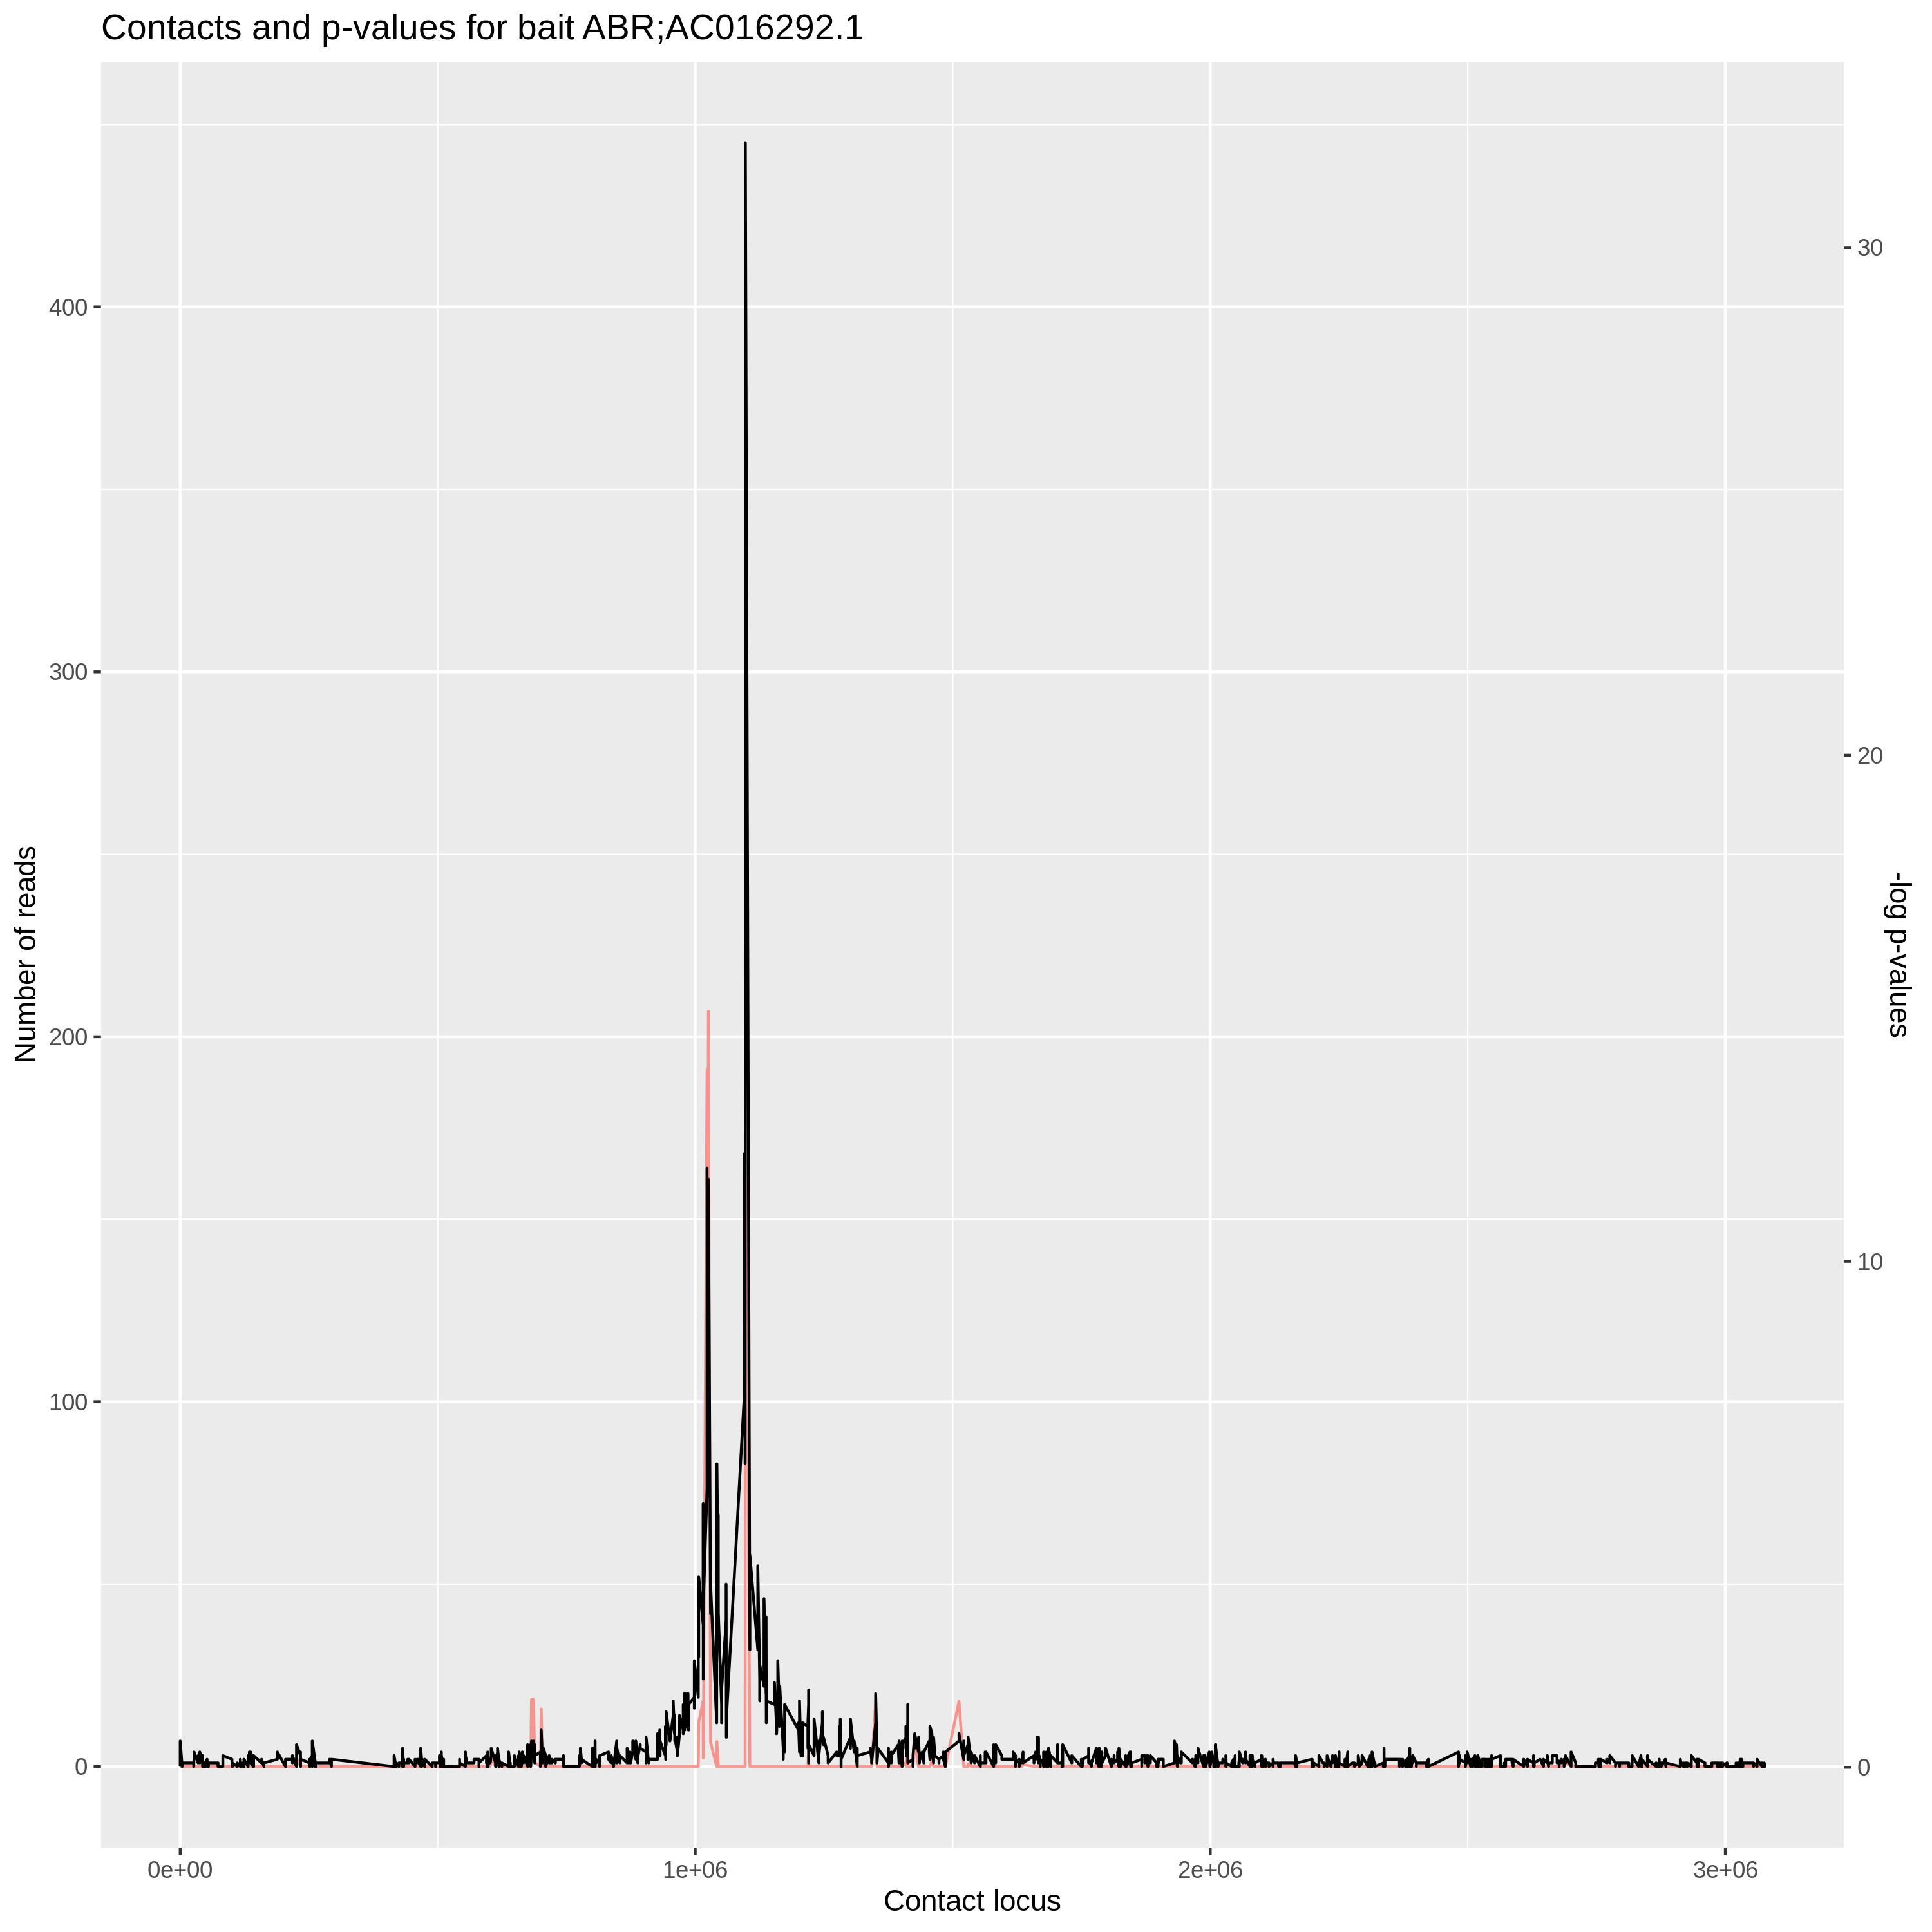 Contacts and p-values for bait ABR;AC016292.1
Number of reads
400
300
200
100
0
30
20
10
0
-log p-values
0e+00
1e+06
2e+06
3e+06
Contact locus